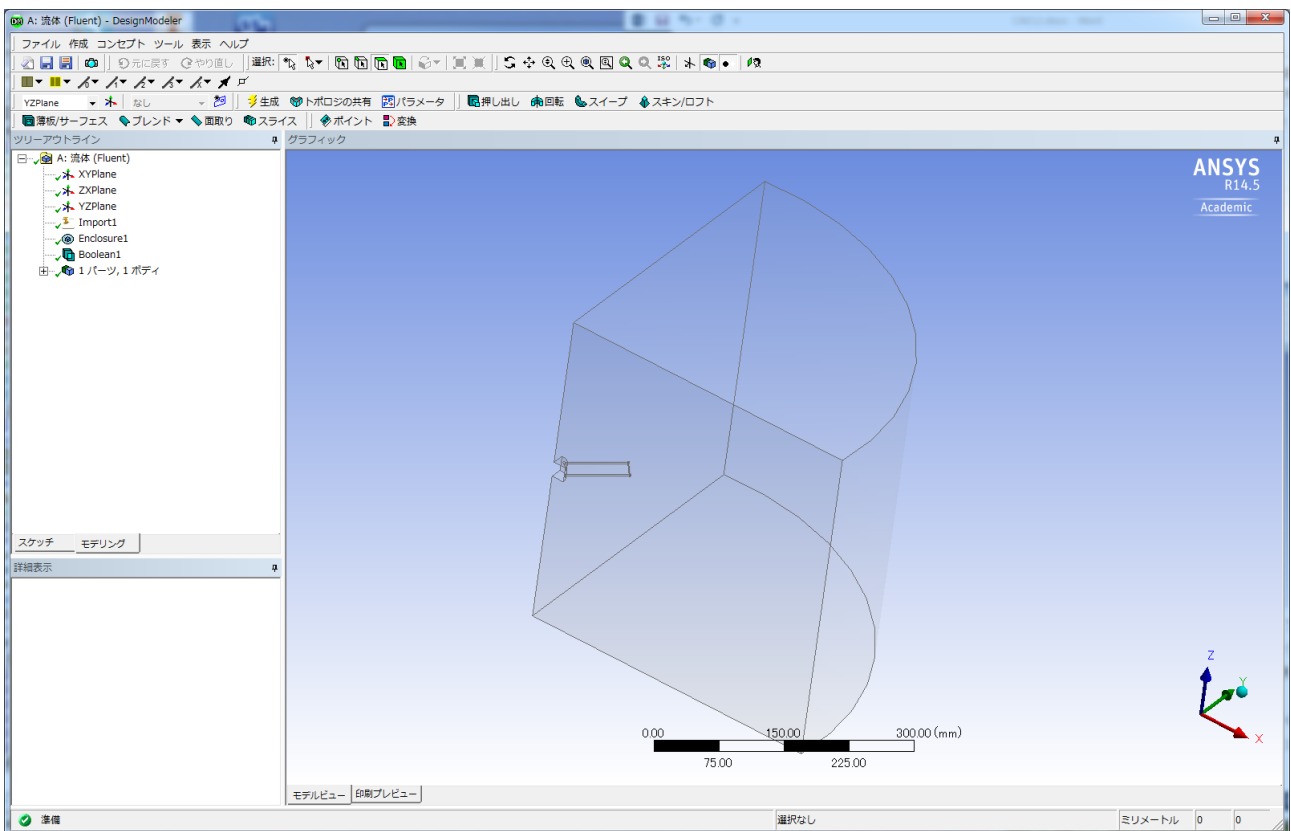 A: 流体 (Fluent) - DesignModeler
ファイル 作成 コンセプト ツール 表示 ヘルプ
元に戻す やり直し 選択: ISO
YZPlane なし 生成 トポロジの共有 パラメータ 押し出し 回転 スイープ スキン/ロフト
薄板/サーフェス ブレンド 面取り スライス ポイント 変換
ツリーアウトライン
A: 流体 (Fluent)
XYPlane
ZXPlane
YZPlane
Import1
Enclosure1
Boolean1
1 パーツ, 1 ボディ
スケッチ モデリング
詳細表示
グラフィック
ANSYS
R14.5
Academic
Z
Y
X
0.00 150.00 300.00 (mm)
75.00 225.00
モデルビュー 印刷プレビュー
準備 選択なし ミリメートル 0 0